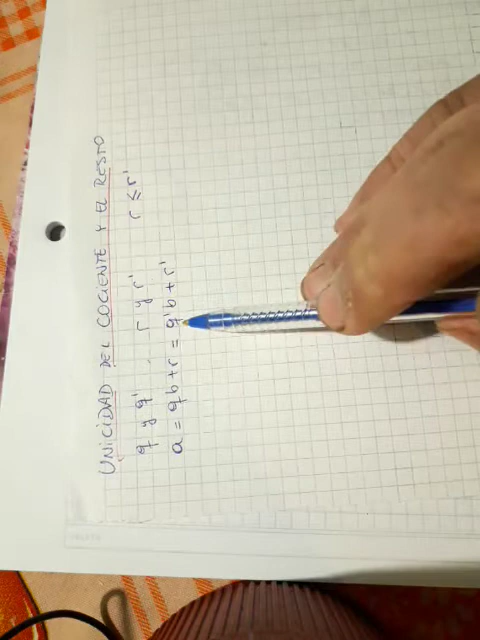 UNICIDAD DEL COCIENTE Y EL RESTO
q y q' . r y r' r ≤ r'
a = qb + r = q'b + r'